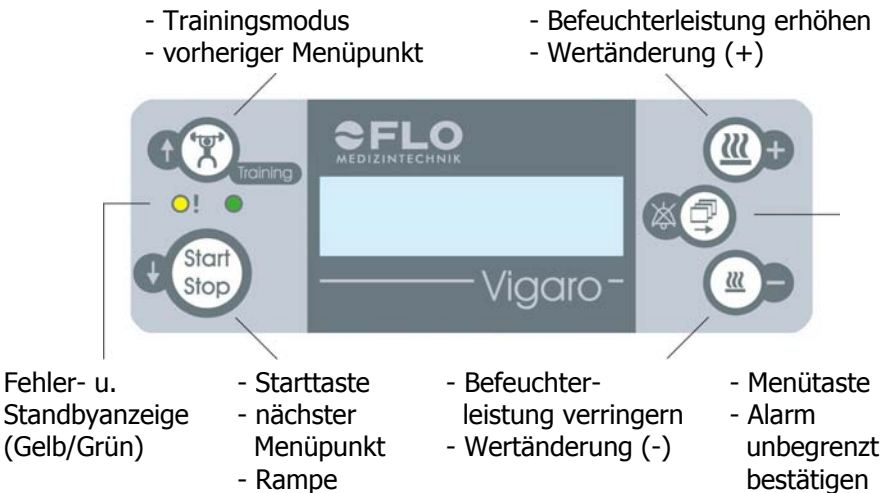 - Trainingsmodus
- vorheriger Menüpunkt
- Befeuchterleistung erhöhen
- Wertänderung (+)
FLO
MEDIZINTECHNIK
Training
+
!
Start
Stop
Vigaro
-
Fehler- u.
Standbyanzeige
(Gelb/Grün)
- Starttaste
- nächster
Menüpunkt
- Rampe
- Befeuchter-
leistung verringern
- Wertänderung (-)
- Menütaste
- Alarm
unbegrenzt
bestätigen